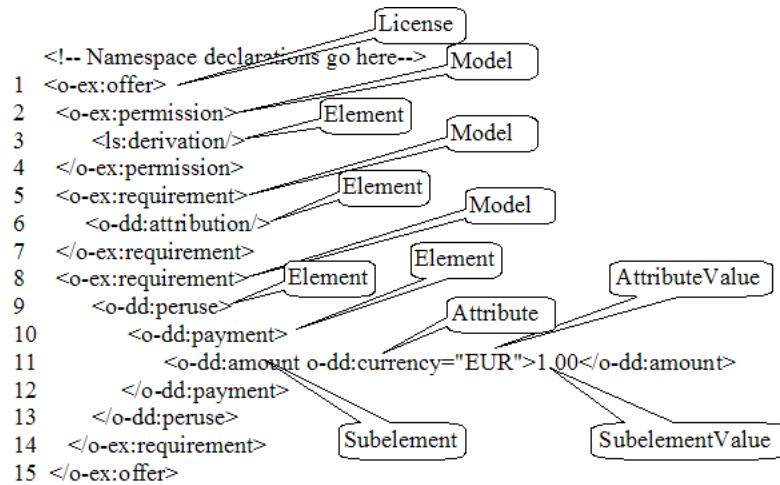 License
<!-- Namespace declarations go here-->
Model
1 <o-ex:offer>
2 <o-ex:permission>
Element
3 <ls:derivation/>
Model
4 </o-ex:permission>
5 <o-ex:requirement>
Element
6 <o-dd:attribution/>
Model
7 </o-ex:requirement>
8 <o-ex:requirement>
Element
Element
AttributeValue
9 <o-dd:peruse>
Attribute
10 <o-dd:payment>
11 <o-dd:amount o-dd:currency="EUR">1.00</o-dd:amount>
12 </o-dd:payment>
13 </o-dd:peruse>
Subelement
SubelementValue
14 </o-ex:requirement>
15 </o-ex:offer>